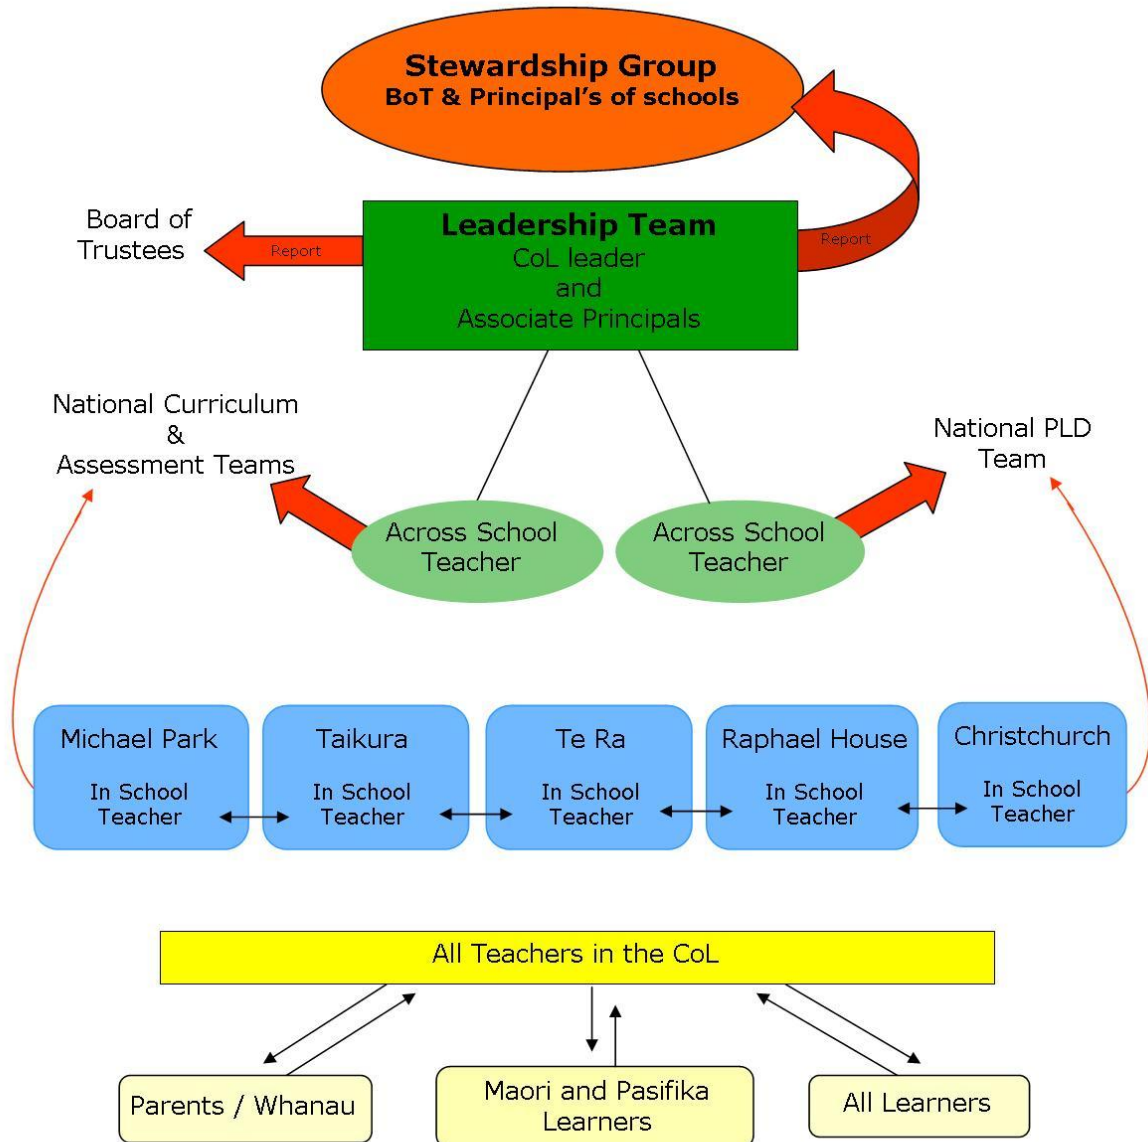 Stewardship Group
BoT & Principal's of schools
Board of
Trustees
Report
Leadership Team
CoL leader
and
Associate Principals
Report
National Curriculum
&
Assessment Teams
National PLD
Team
Across School
Teacher
Across School
Teacher
Michael Park
In School
Teacher
Taikura
In School
Teacher
Te Ra
In School
Teacher
Raphael House
In School
Teacher
Christchurch
In School
Teacher
All Teachers in the CoL
Parents / Whanau
Maori and Pasifika
Learners
All Learners